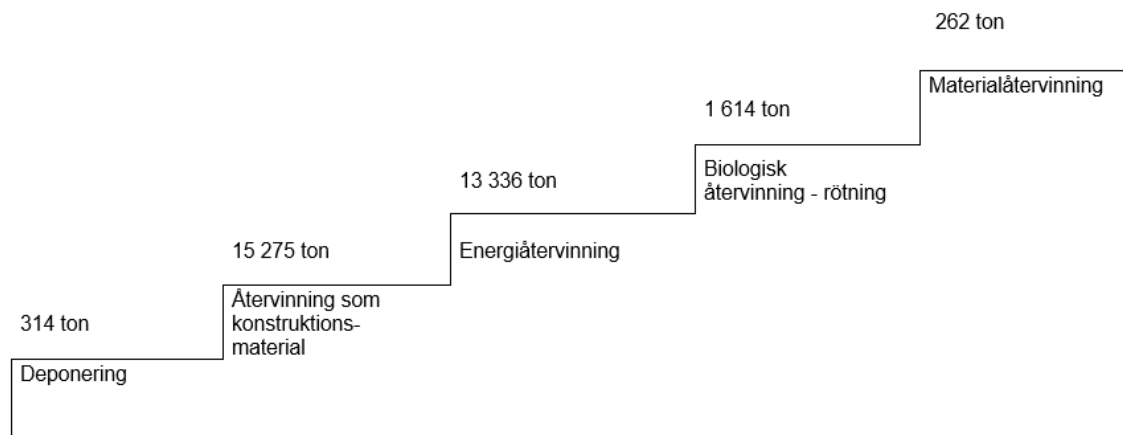 262 ton
Materialåtervinning
1 614 ton
Biologisk
återvinning - rötning
13 336 ton
Energiåtervinning
15 275 ton
Återvinning som
konstruktions-
material
314 ton
Deponering